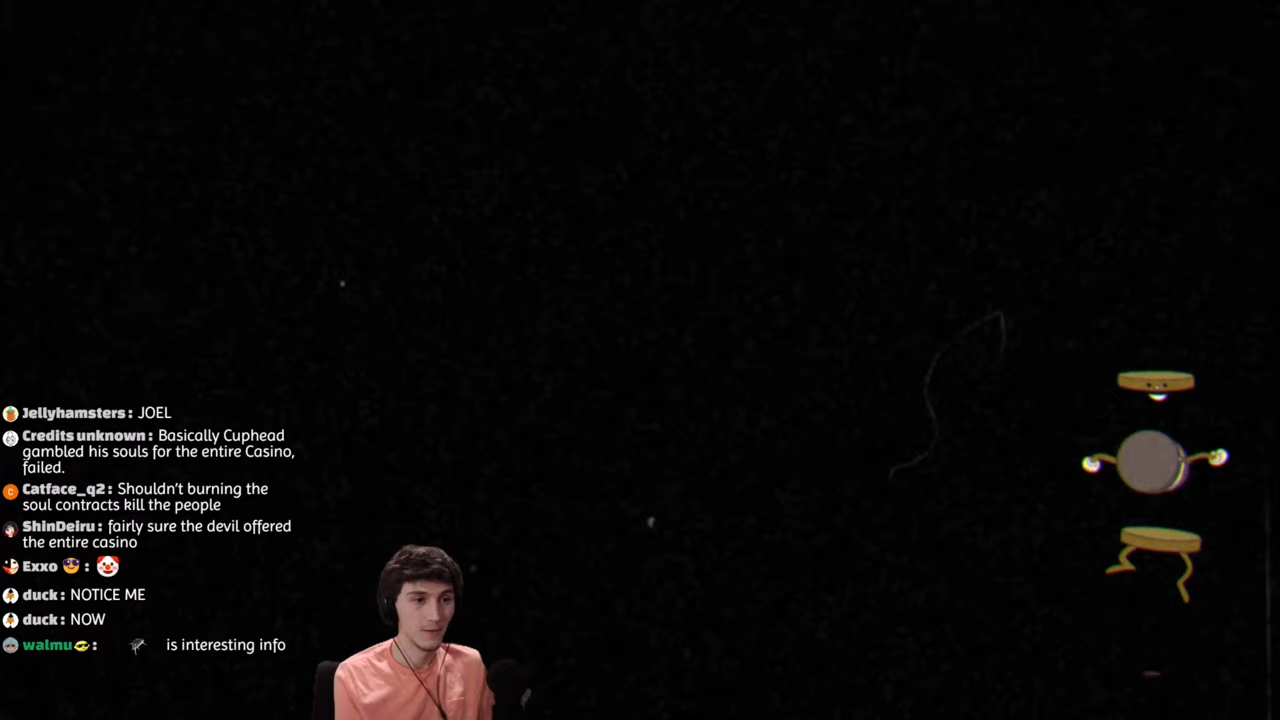 Jellyhamsters: JOEL
Credits unknown: Basically Cuphead
gambled his souls for the entire Casino,
failed.
Catface_q2: Shouldn't burning the
soul contracts kill the people
ShinDeiru: fairly sure the devil offered
the entire casino
Exxo 😎: 🤡
duck: NOTICE ME
duck: NOW
walmu: is interesting info